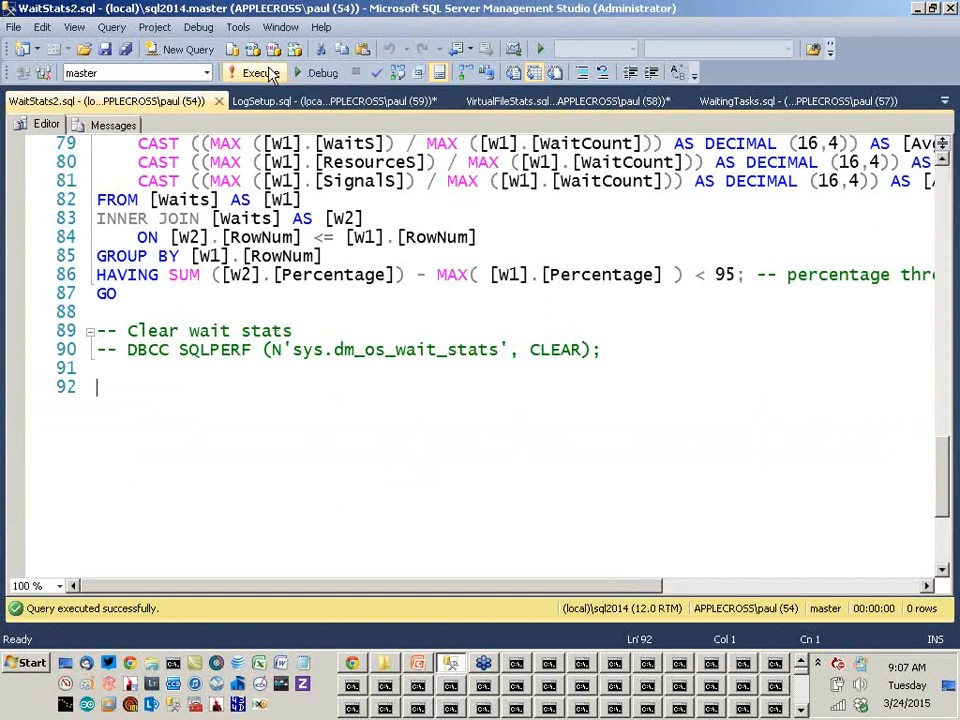 WaitStats2.sql - (local)\sql2014.master (APPLECROSS\paul (54)) - Microsoft SQL Server Management Studio (Administrator)
File Edit View Query Project Debug Tools Window Help
New Query
master Execute Debug
WaitStats2.sql - (lo...PPLECROSS\paul (54)) LogSetup.sql - (loca...PPLECROSS\paul (59))* VirtualFileStats.sq...APPLECROSS\paul (58))* WaitingTasks.sql - (...PPLECROSS\paul (57))
Editor Messages
79 CAST ((MAX ([W1].[WaitS]) / MAX ([W1].[WaitCount])) AS DECIMAL (16,4)) AS [Avg
80 CAST ((MAX ([W1].[ResourceS]) / MAX ([W1].[WaitCount])) AS DECIMAL (16,4)) AS
81 CAST ((MAX ([W1].[SignalS]) / MAX ([W1].[WaitCount])) AS DECIMAL (16,4)) AS [A
82 FROM [Waits] AS [W1]
83 INNER JOIN [Waits] AS [W2]
84 ON [W2].[RowNum] <= [W1].[RowNum]
85 GROUP BY [W1].[RowNum]
86 HAVING SUM ([W2].[Percentage]) - MAX( [W1].[Percentage] ) < 95; -- percentage thre
87 GO
88
89 -- Clear wait stats
90 -- DBCC SQLPERF (N'sys.dm_os_wait_stats', CLEAR);
91
92
100 %
Query executed successfully. (local)\sql2014 (12.0 RTM) APPLECROSS\paul (54) master 00:00:00 0 rows
Ready Ln 92 Col 1 Ch 1 INS
Start
9:07 AM
Tuesday
3/24/2015